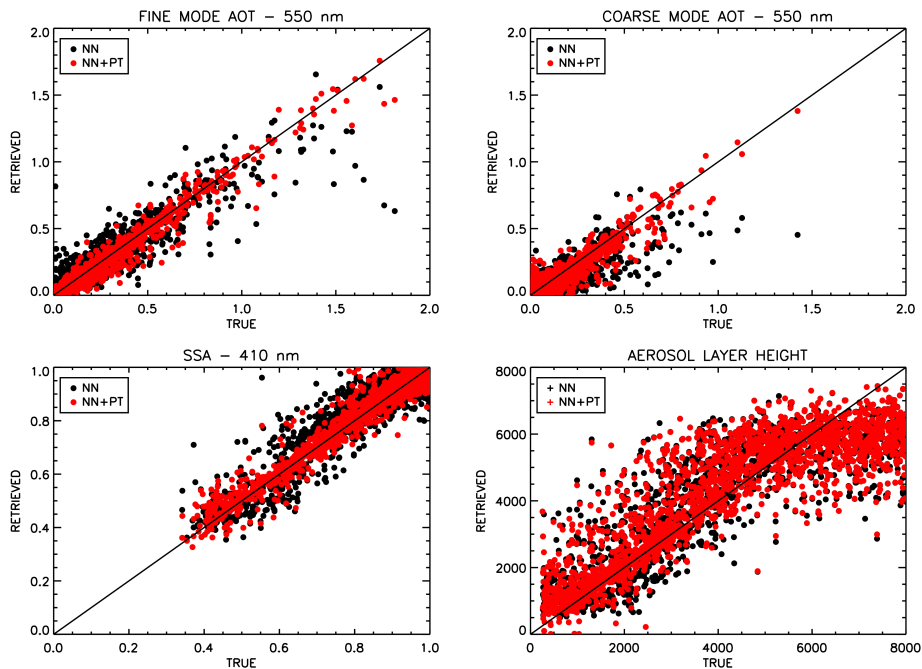 FINE MODE AOT – 550 nm
2.0
1.5
1.0
0.5
0.0
RETRIEVED
NN
NN+PT
0.0 0.5 1.0 1.5 2.0
TRUE
COARSE MODE AOT – 550 nm
2.0
1.5
1.0
0.5
0.0
RETRIEVED
NN
NN+PT
0.0 0.5 1.0 1.5 2.0
TRUE
SSA – 410 nm
1.0
0.8
0.6
0.4
0.2
0.0
RETRIEVED
NN
NN+PT
0.0 0.2 0.4 0.6 0.8 1.0
TRUE
AEROSOL LAYER HEIGHT
8000
6000
4000
2000
0
RETRIEVED
NN
NN+PT
0 2000 4000 6000 8000
TRUE